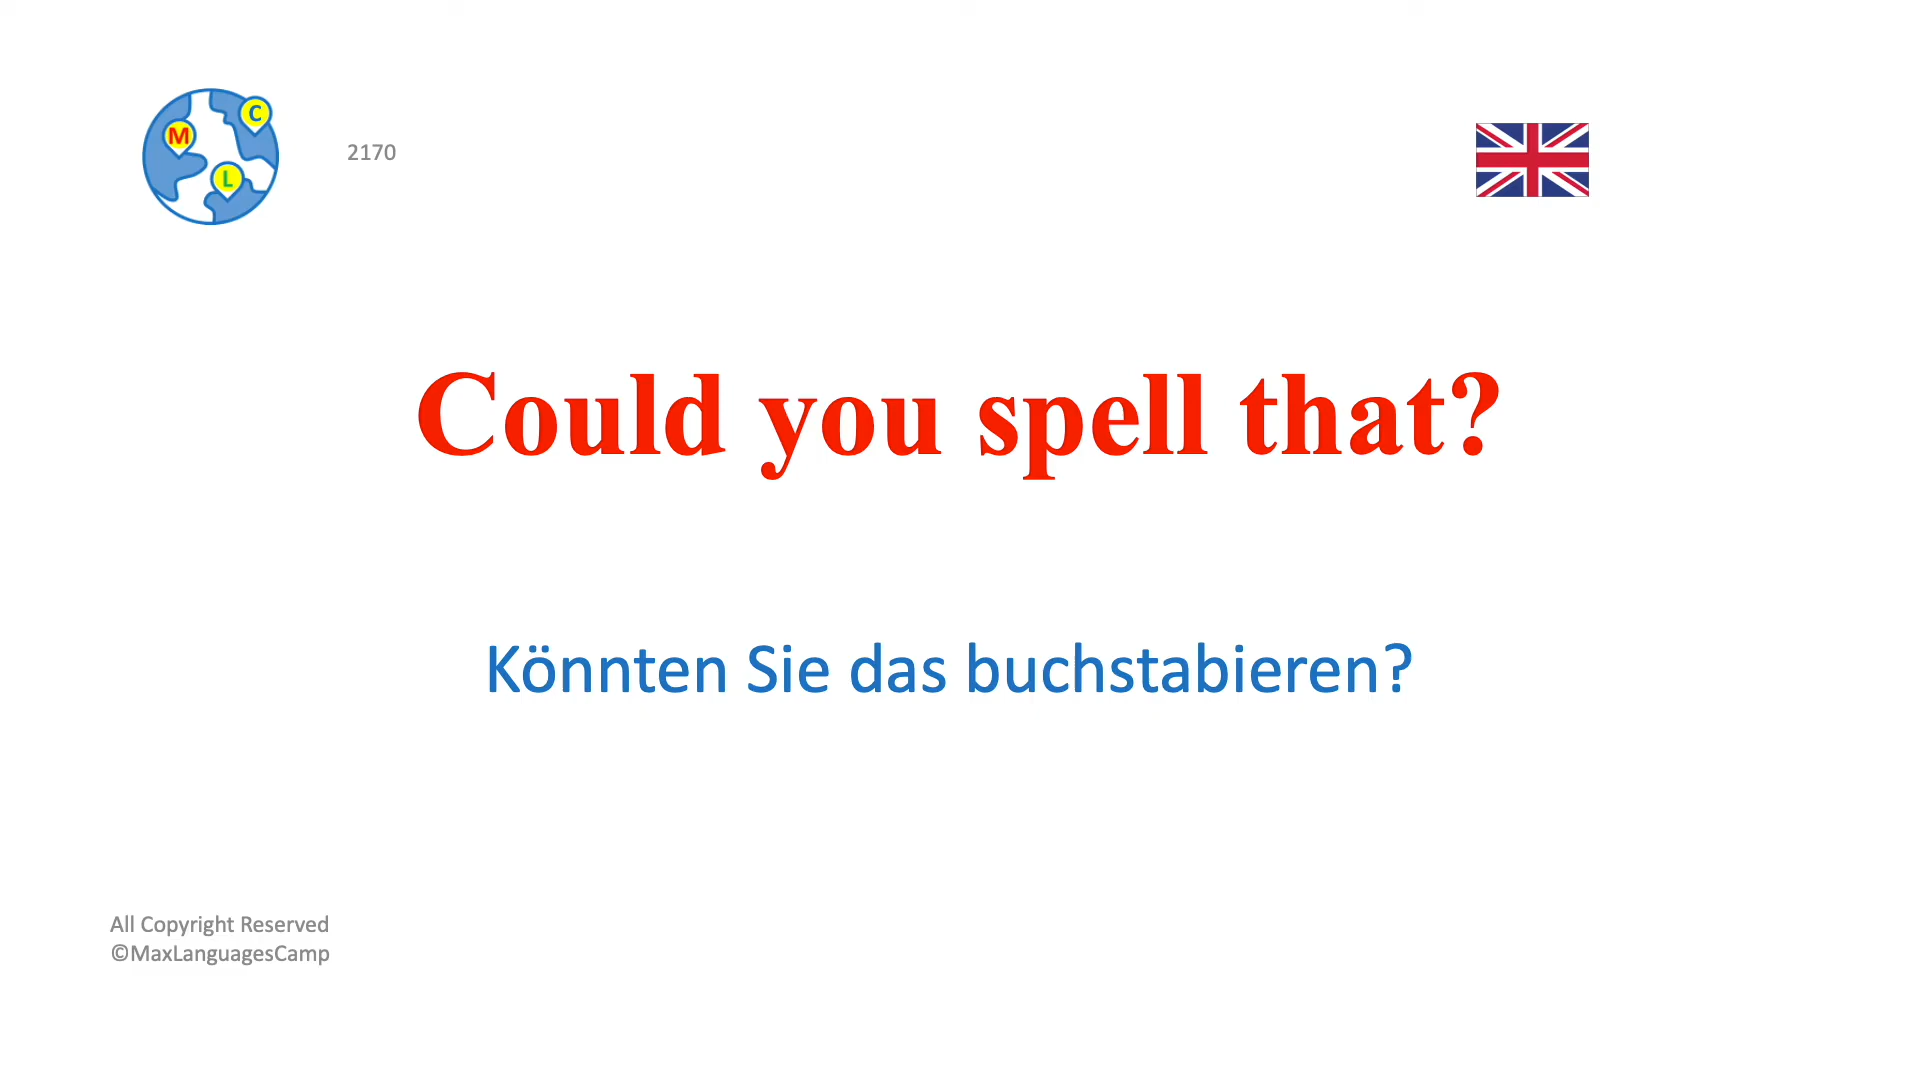 M
C
L
2170
Could you spell that?
Könnten Sie das buchstabieren?
All Copyright Reserved
©MaxLanguagesCamp